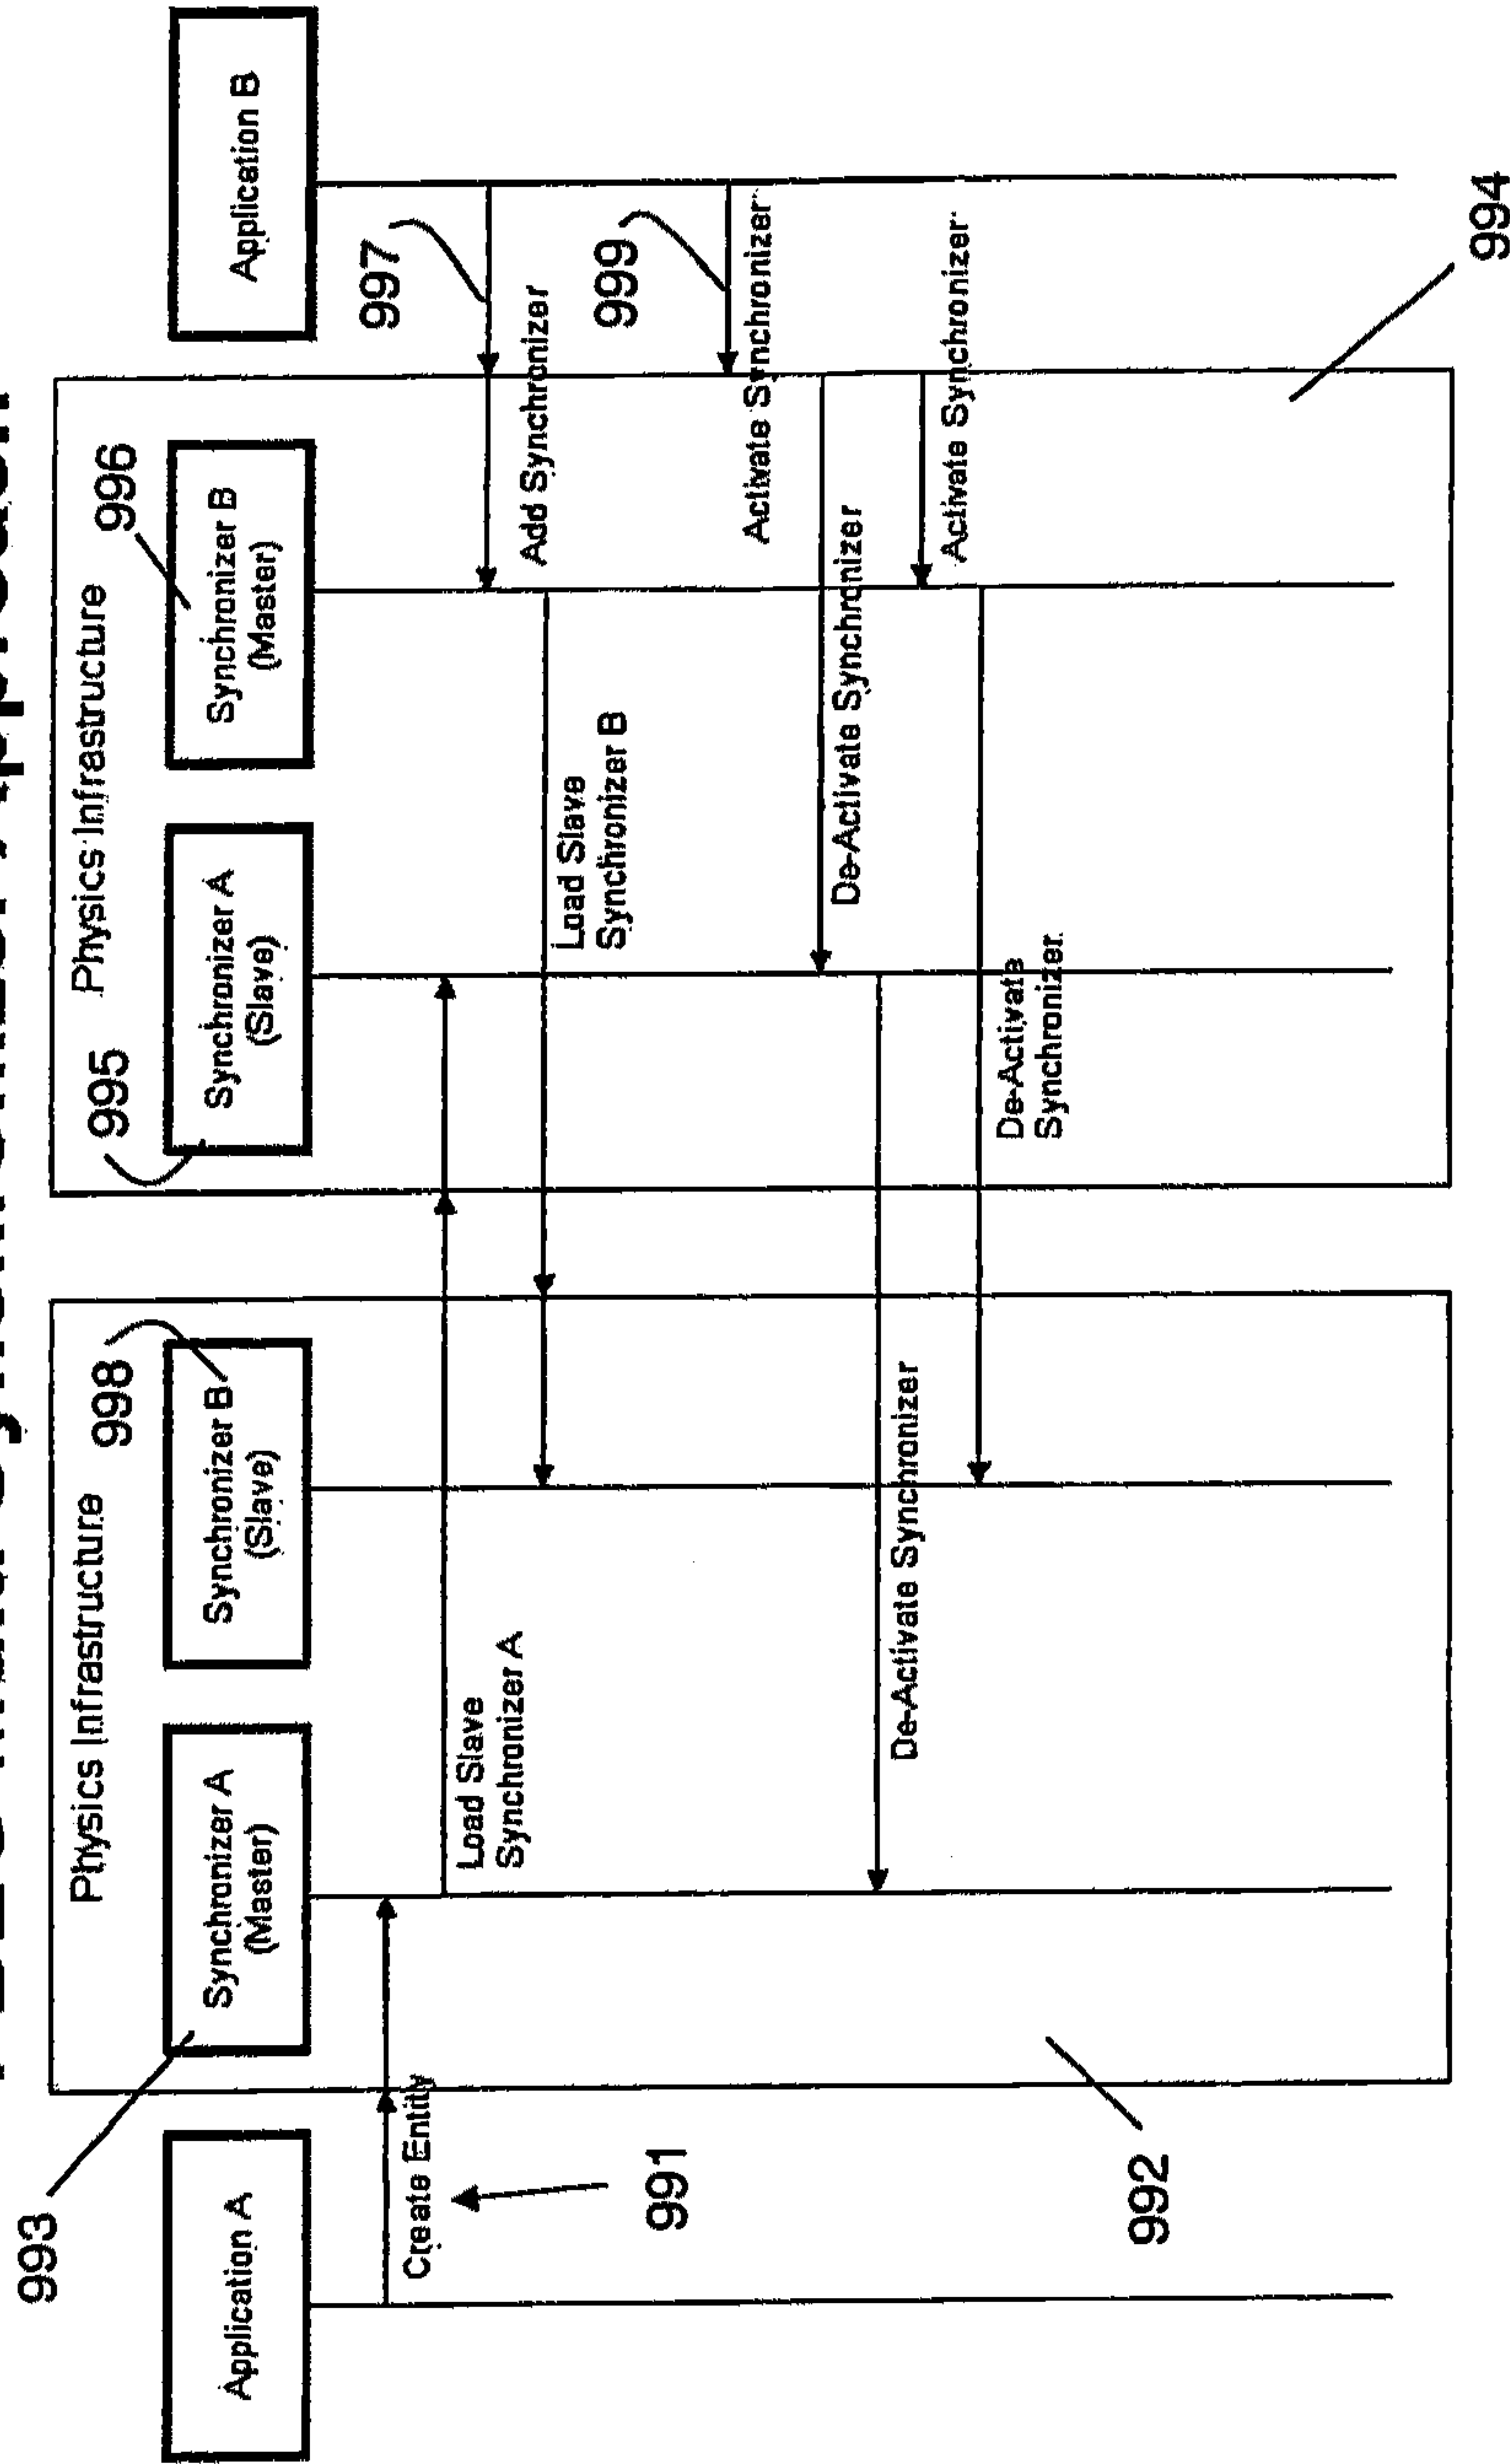 993
Application A
Create Entity
991
Physics Infrastructure
Synchronizer A
(Master)
998
Synchronizer B
(Slave)
Load Slave
Synchronizer A
De-Activate Synchronizer
992
Physics Infrastructure
995
Synchronizer A
(Slave)
996
Synchronizer B
(Master)
Load Slave
Synchronizer B
De-Activate Synchronizer
De-Activate
Synchronizer
Application B
997
Add Synchronizer
999
Activate Synchronizer
Activate Synchronizer
994